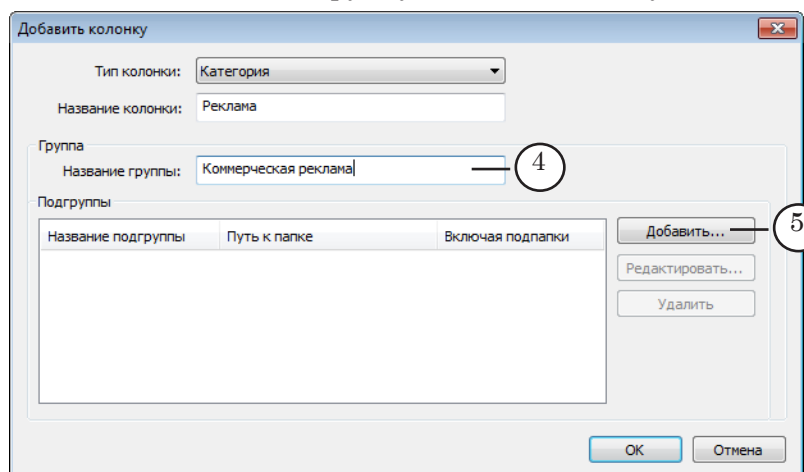 Добавить колонку
Тип колонки: Категория
Название колонки: Реклама
Группа
Название группы: Коммерческая реклама 4
Подгруппы
Название подгруппы Путь к папке Включая подпапки
Добавить... 5
Редактировать...
Удалить
OK Отмена